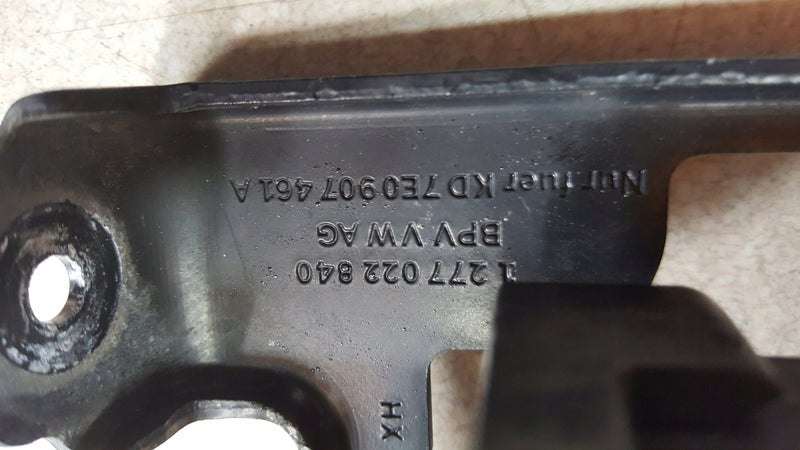 Nur fuer KD 7E0 907 461 A
BPV VW AG
1 277 022 840
HX